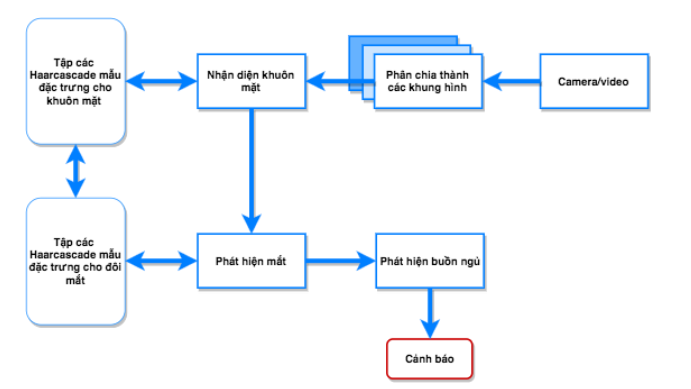 Tập các
Haarcascade mẫu
đặc trưng cho
khuôn mặt
Nhận diện khuôn
mặt
Phân chia thành
các khung hình
Camera/video
Tập các
Haarcascade mẫu
đặc trưng cho đôi
mắt
Phát hiện mắt
Phát hiện buồn ngủ
Cảnh báo